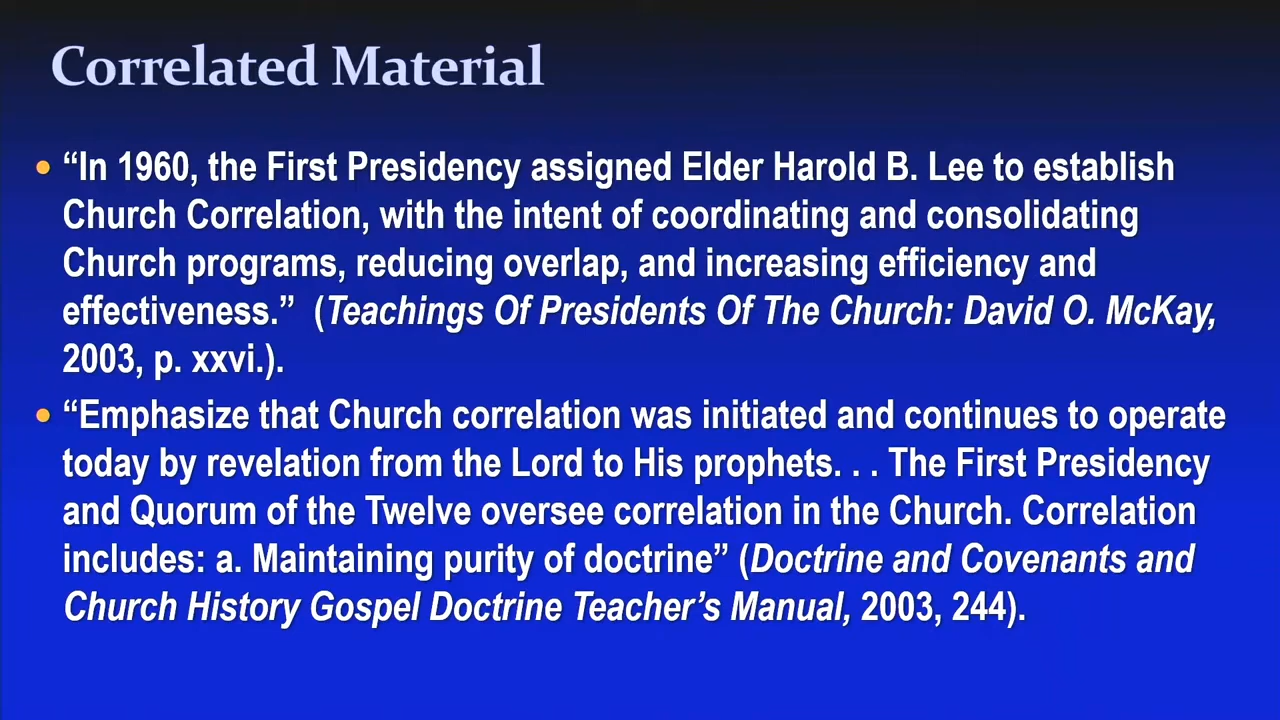 Correlated Material
• “In 1960, the First Presidency assigned Elder Harold B. Lee to establish
Church Correlation, with the intent of coordinating and consolidating
Church programs, reducing overlap, and increasing efficiency and
effectiveness.”  (Teachings Of Presidents Of The Church: David O. McKay,
2003, p. xxvi.).
• “Emphasize that Church correlation was initiated and continues to operate
today by revelation from the Lord to His prophets. . . The First Presidency
and Quorum of the Twelve oversee correlation in the Church. Correlation
includes: a. Maintaining purity of doctrine” (Doctrine and Covenants and
Church History Gospel Doctrine Teacher’s Manual, 2003, 244).